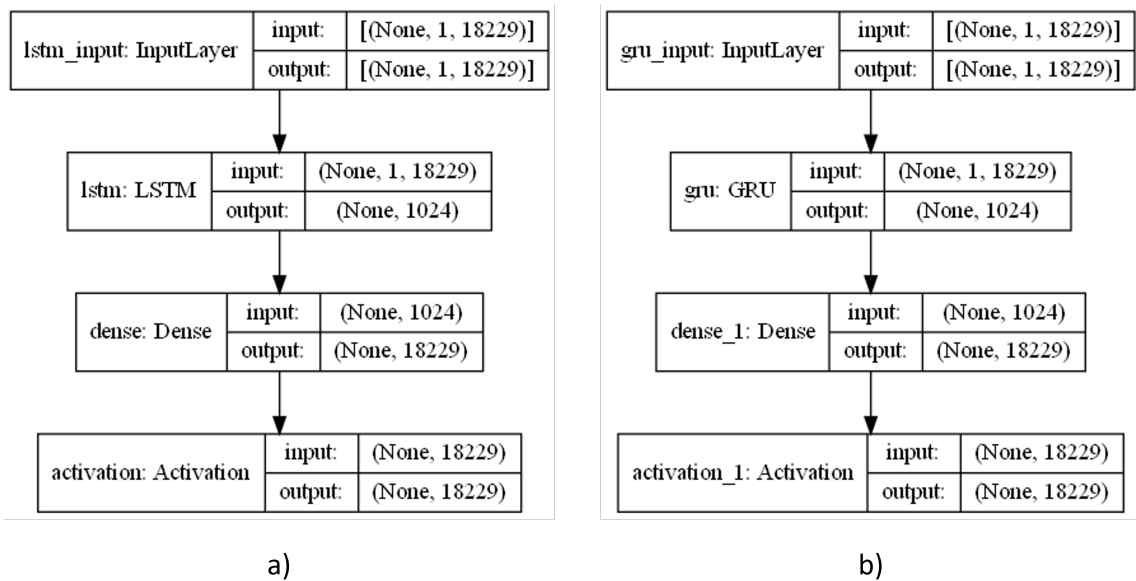 lstm_input: InputLayer
input: [(None, 1, 18229)]
output: [(None, 1, 18229)]
lstm: LSTM
input: (None, 1, 18229)
output: (None, 1024)
dense: Dense
input: (None, 1024)
output: (None, 18229)
activation: Activation
input: (None, 18229)
output: (None, 18229)
a)
gru_input: InputLayer
input: [(None, 1, 18229)]
output: [(None, 1, 18229)]
gru: GRU
input: (None, 1, 18229)
output: (None, 1024)
dense_1: Dense
input: (None, 1024)
output: (None, 18229)
activation_1: Activation
input: (None, 18229)
output: (None, 18229)
b)